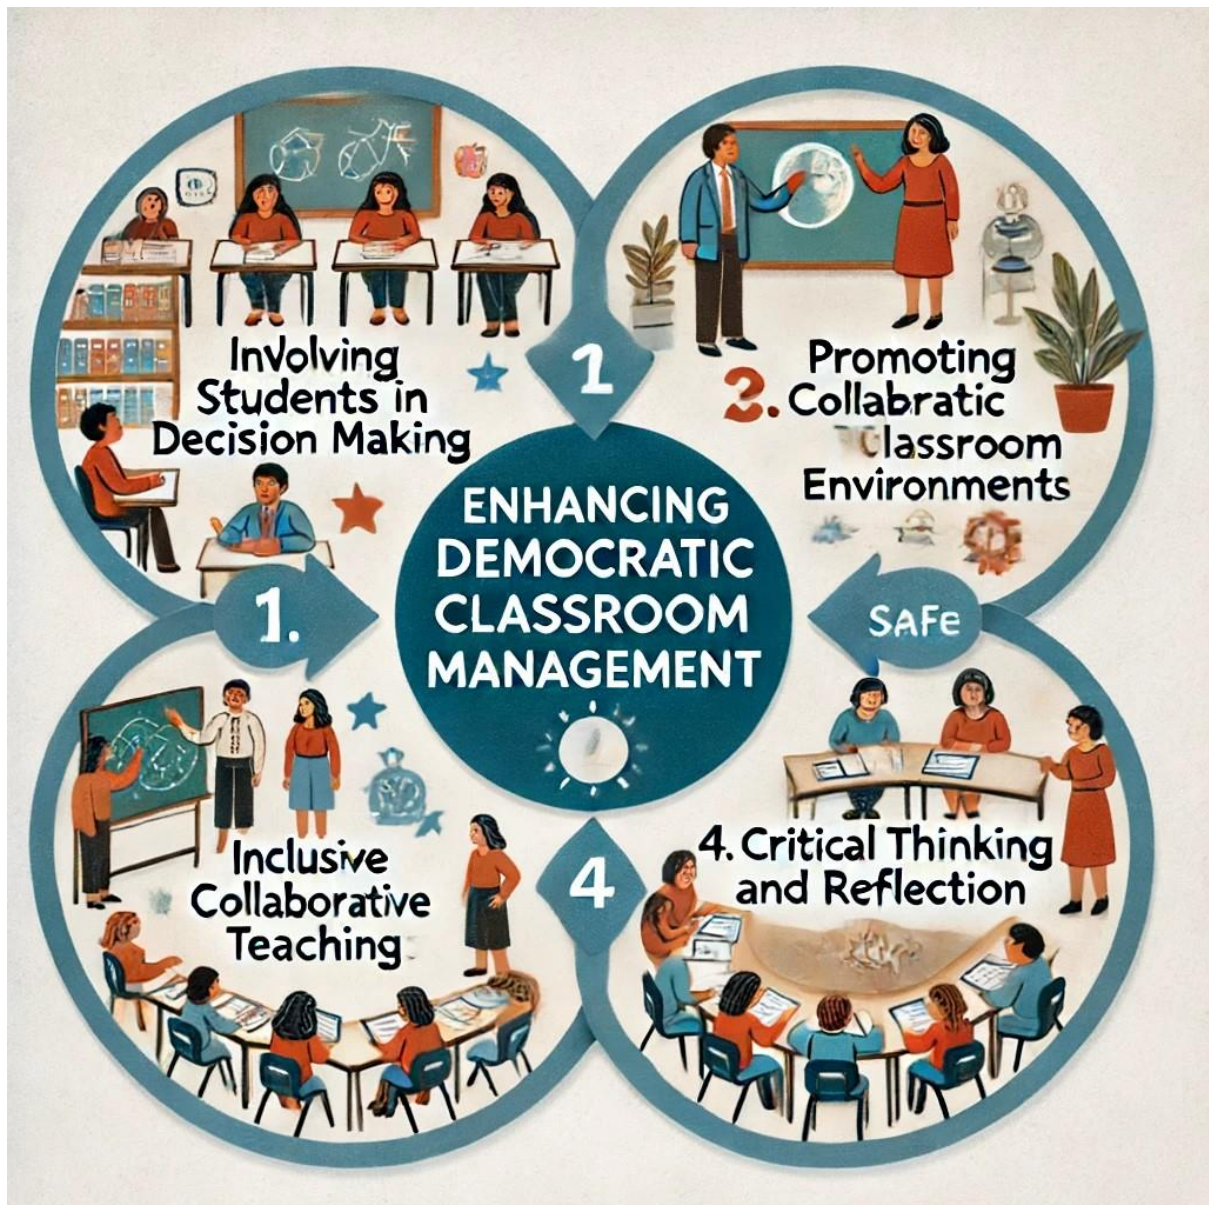 Involving
Students in
Decision Making
1
Promoting
2. Collabratic
Classroom
Environments
ENHANCING
DEMOCRATIC
CLASSROOM
MANAGEMENT
1.
SAFe
Inclusive
Collaborative
Teaching
4
4. Critical Thinking
and Reflection